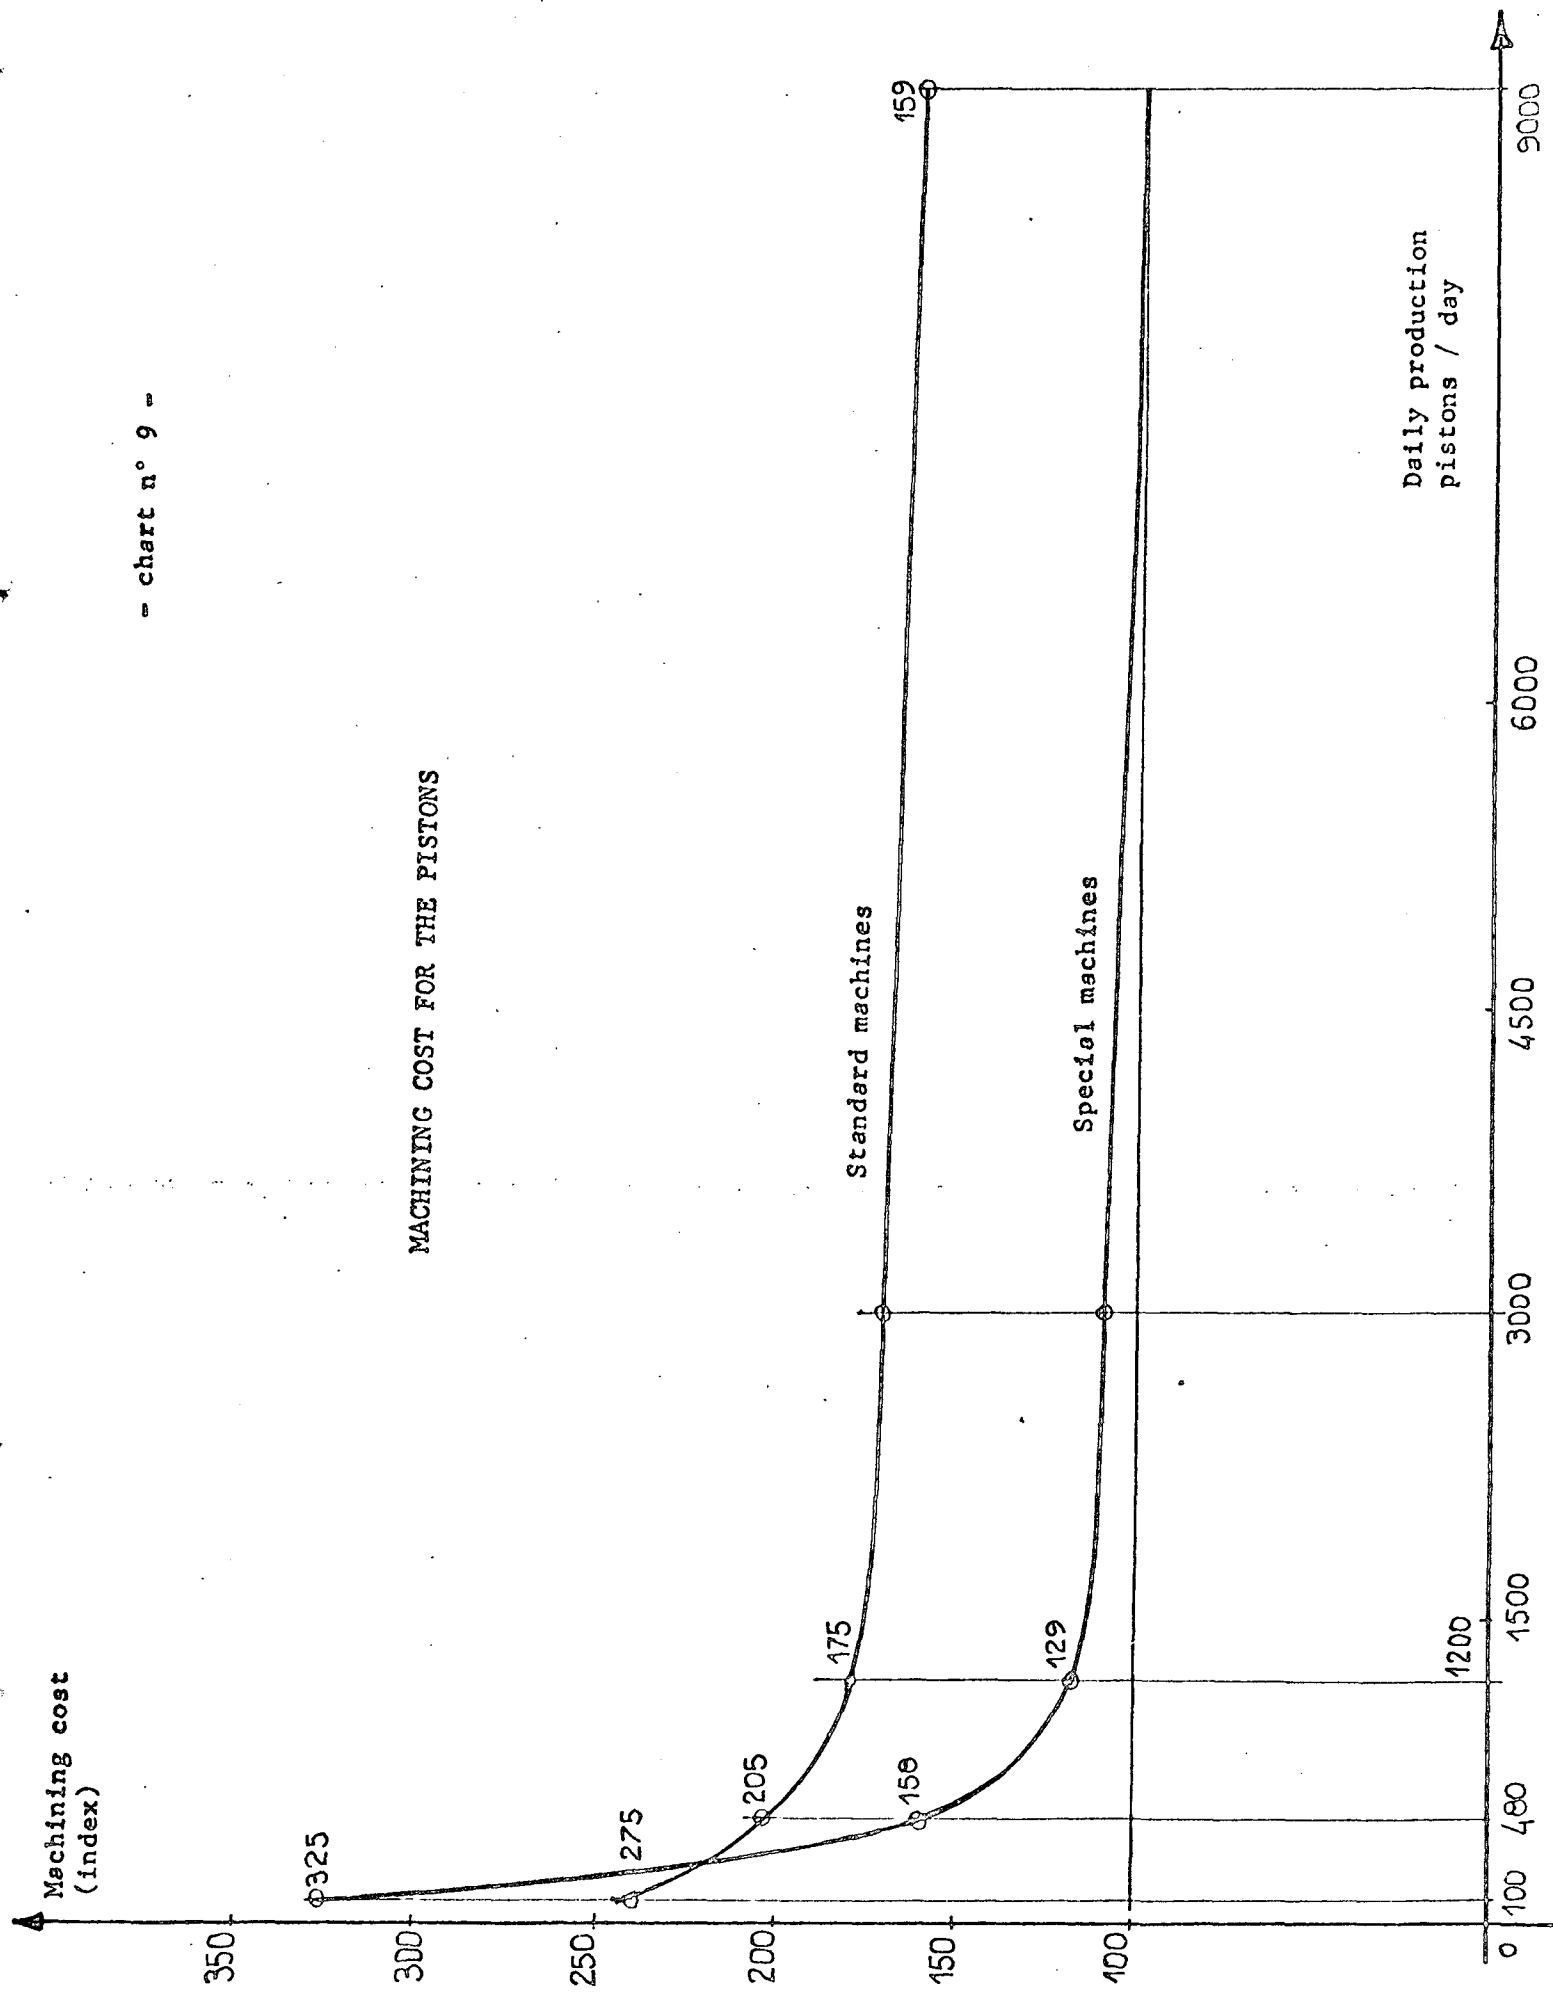 - chart n° 9 -
MACHINING COST FOR THE PISTONS
Machining cost
(index)
350
300
250
200
150
100
0
325
275
205
158
175
129
159
Standard machines
Special machines
1200
100
480
1500
3000
4500
6000
9000
Daily production
pistons / day